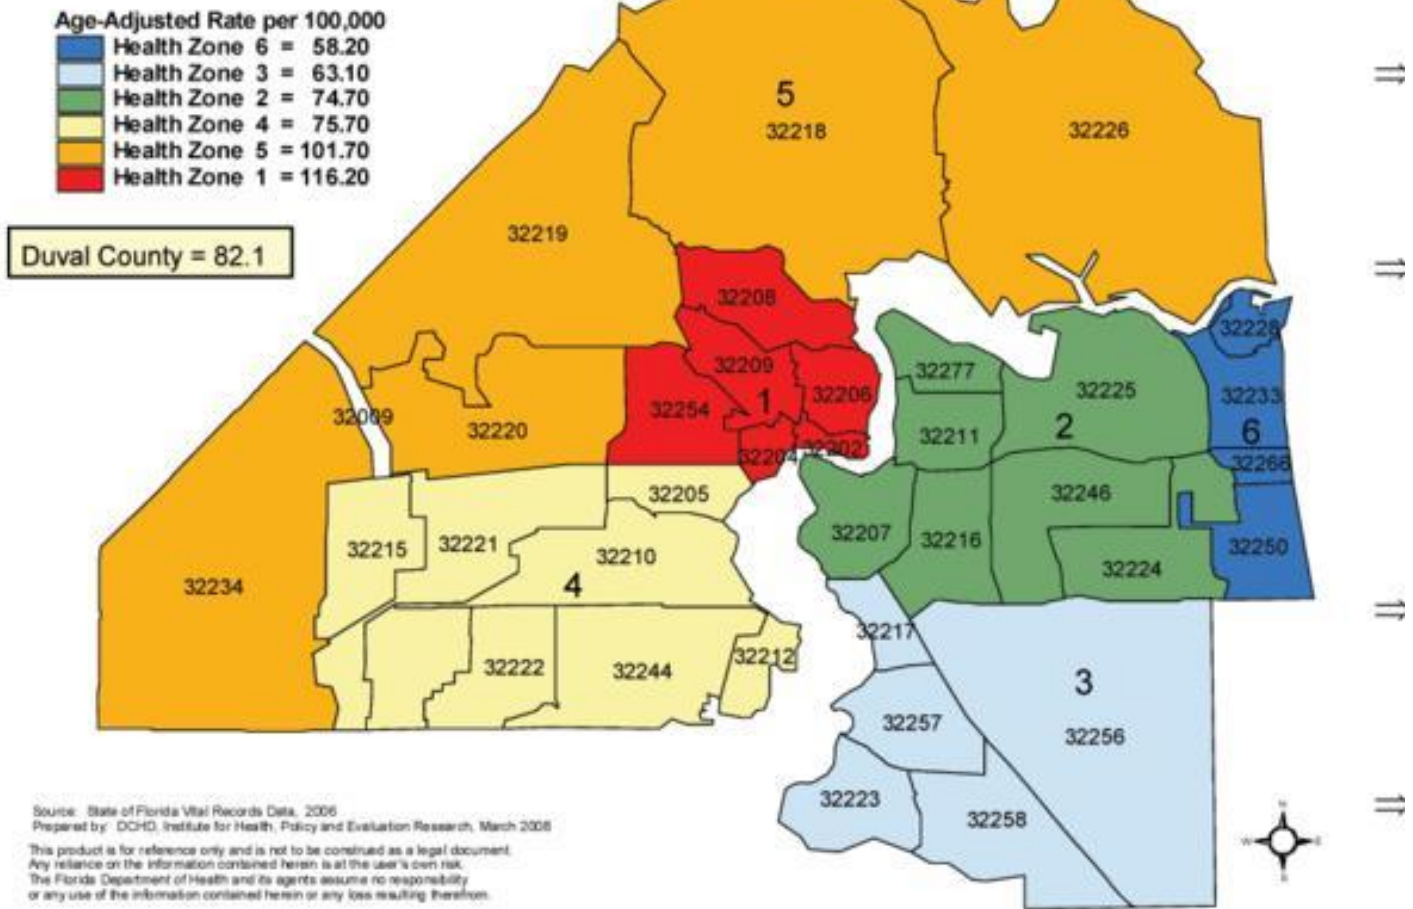 Age-Adjusted Rate per 100,000
Health Zone 6 = 58.20
Health Zone 3 = 63.10
Health Zone 2 = 74.70
Health Zone 4 = 75.70
Health Zone 5 = 101.70
Health Zone 1 = 116.20
Duval County = 82.1
5
32218
32226
32219
32208
32228
32209
32277
32225
32254
1
32206
32233
32009
32220
32211
2
6
32204
32202
32266
32205
32246
32215
32221
32210
32207
32216
32250
32234
4
32224
32217
32222
32244
32212
3
32257
32256
32223
32258
Source: State of Florida Vital Records Data, 2006
Prepared by: DCHD, Institute for Health, Policy and Evaluation Research, March 2008
This product is for reference only and is not to be construed as a legal document.
Any reliance on the information contained herein is at the user's own risk.
The Florida Department of Health and its agents assume no responsibility
or any use of the information contained herein or any loss resulting therefrom.
N
W
E
S